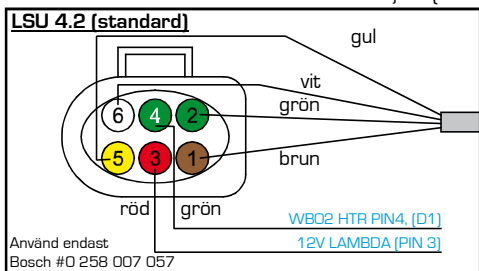 LSU 4.2 (standard)
gul
vit
grön
6
4
2
5
3
1
brun
röd
grön
WBO2 HTR PIN4, (D1)
12V LAMBDA (PIN 3)
Använd endast
Bosch #0 258 007 057